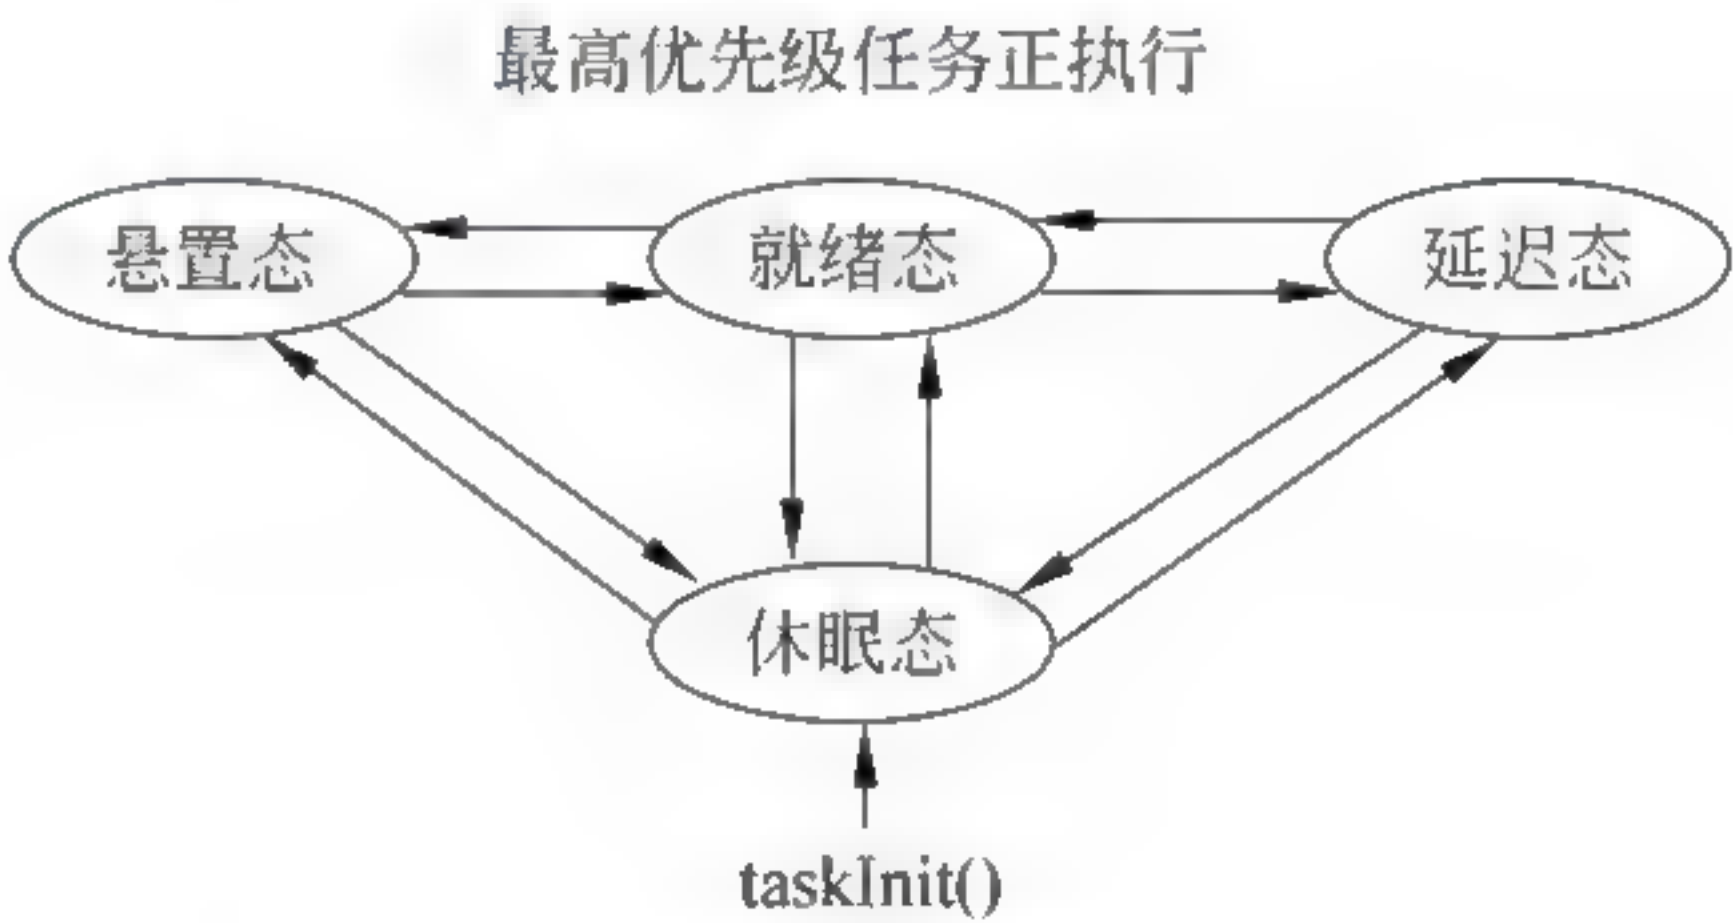 最高优先级任务正执行
悬置态
就绪态
延迟态
休眠态
taskInit()